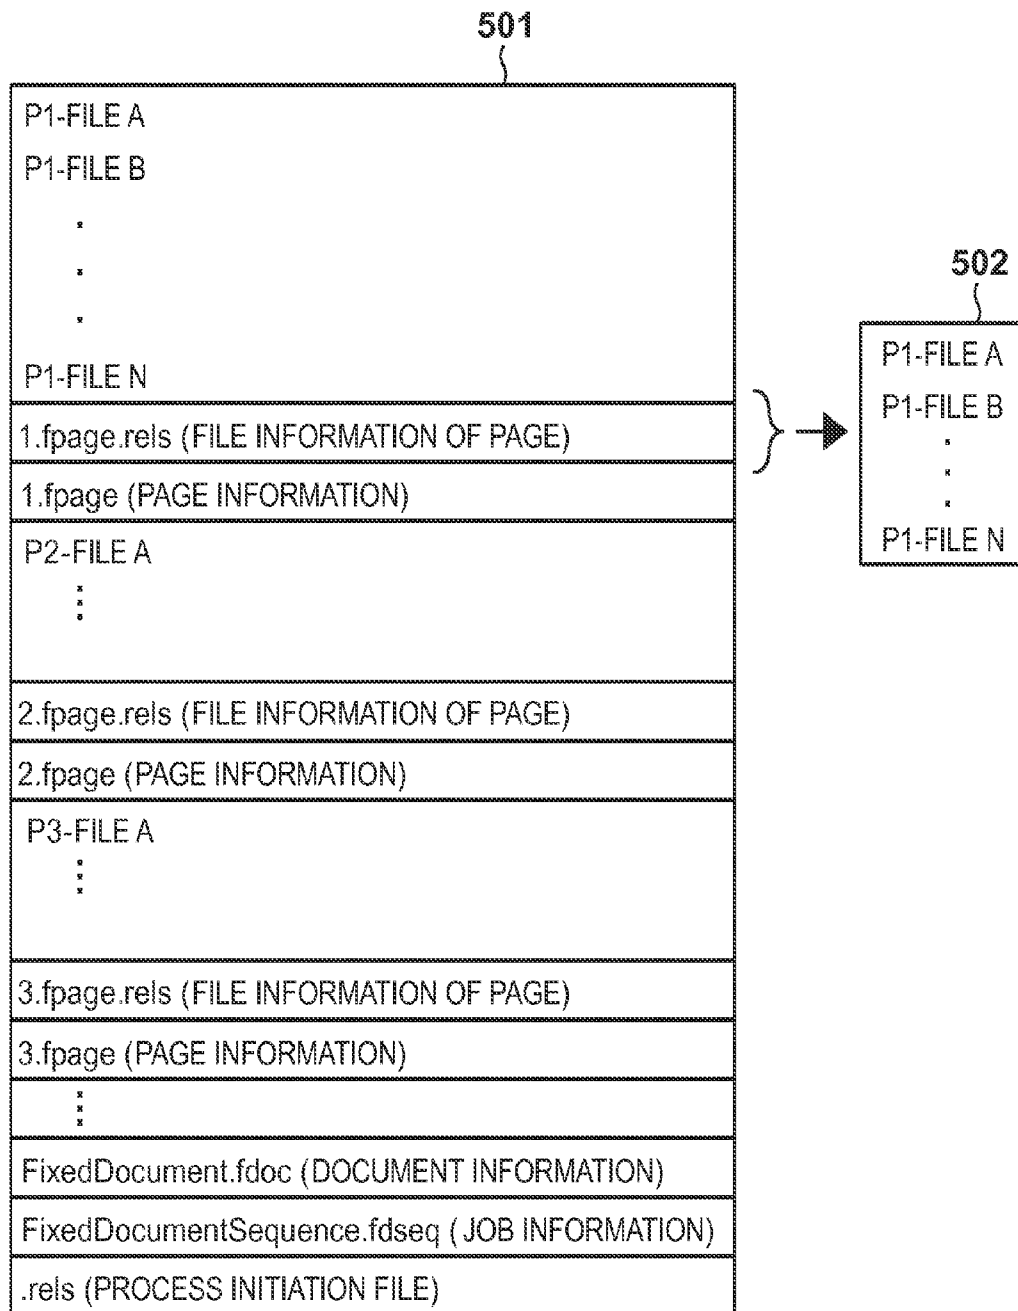 501
P1-FILE A
P1-FILE B
P1-FILE N
1.fpage.rels (FILE INFORMATION OF PAGE)
1.fpage (PAGE INFORMATION)
P2-FILE A
2.fpage.rels (FILE INFORMATION OF PAGE)
2.fpage (PAGE INFORMATION)
P3-FILE A
3.fpage.rels (FILE INFORMATION OF PAGE)
3.fpage (PAGE INFORMATION)
FixedDocument.fdoc (DOCUMENT INFORMATION)
FixedDocumentSequence.fdseq ( JOB INFORMATION)
.rels (PROCESS INITIATION FILE)
502
P1-FILE A
P1-FILE B
P1-FILE N